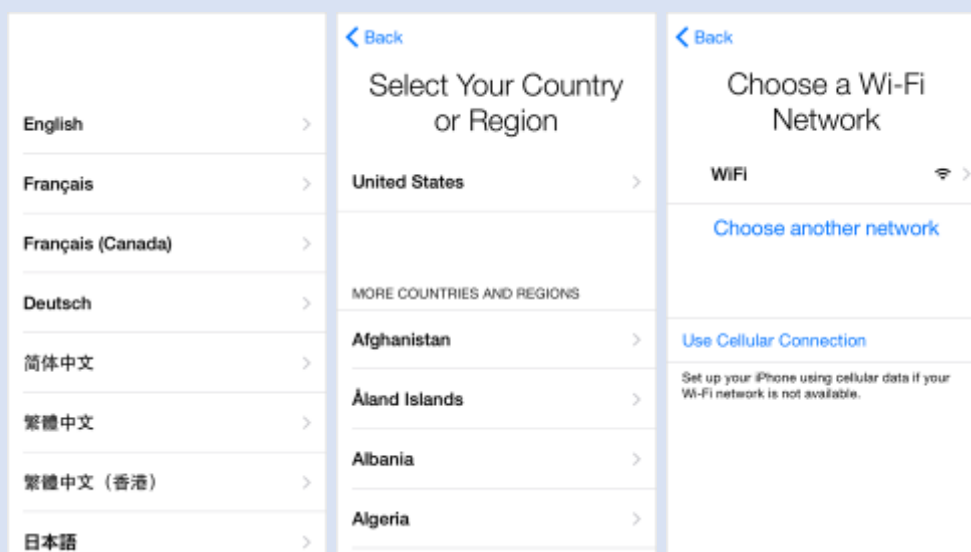 English
Français
Français (Canada)
Deutsch
简体中文
繁體中文
繁體中文（香港）
日本語
Back
Select Your Country
or Region
United States
MORE COUNTRIES AND REGIONS
Afghanistan
Åland Islands
Albania
Algeria
Back
Choose a Wi-Fi
Network
WiFi
Choose another network
Use Cellular Connection
Set up your iPhone using cellular data if your
Wi-Fi network is not available.